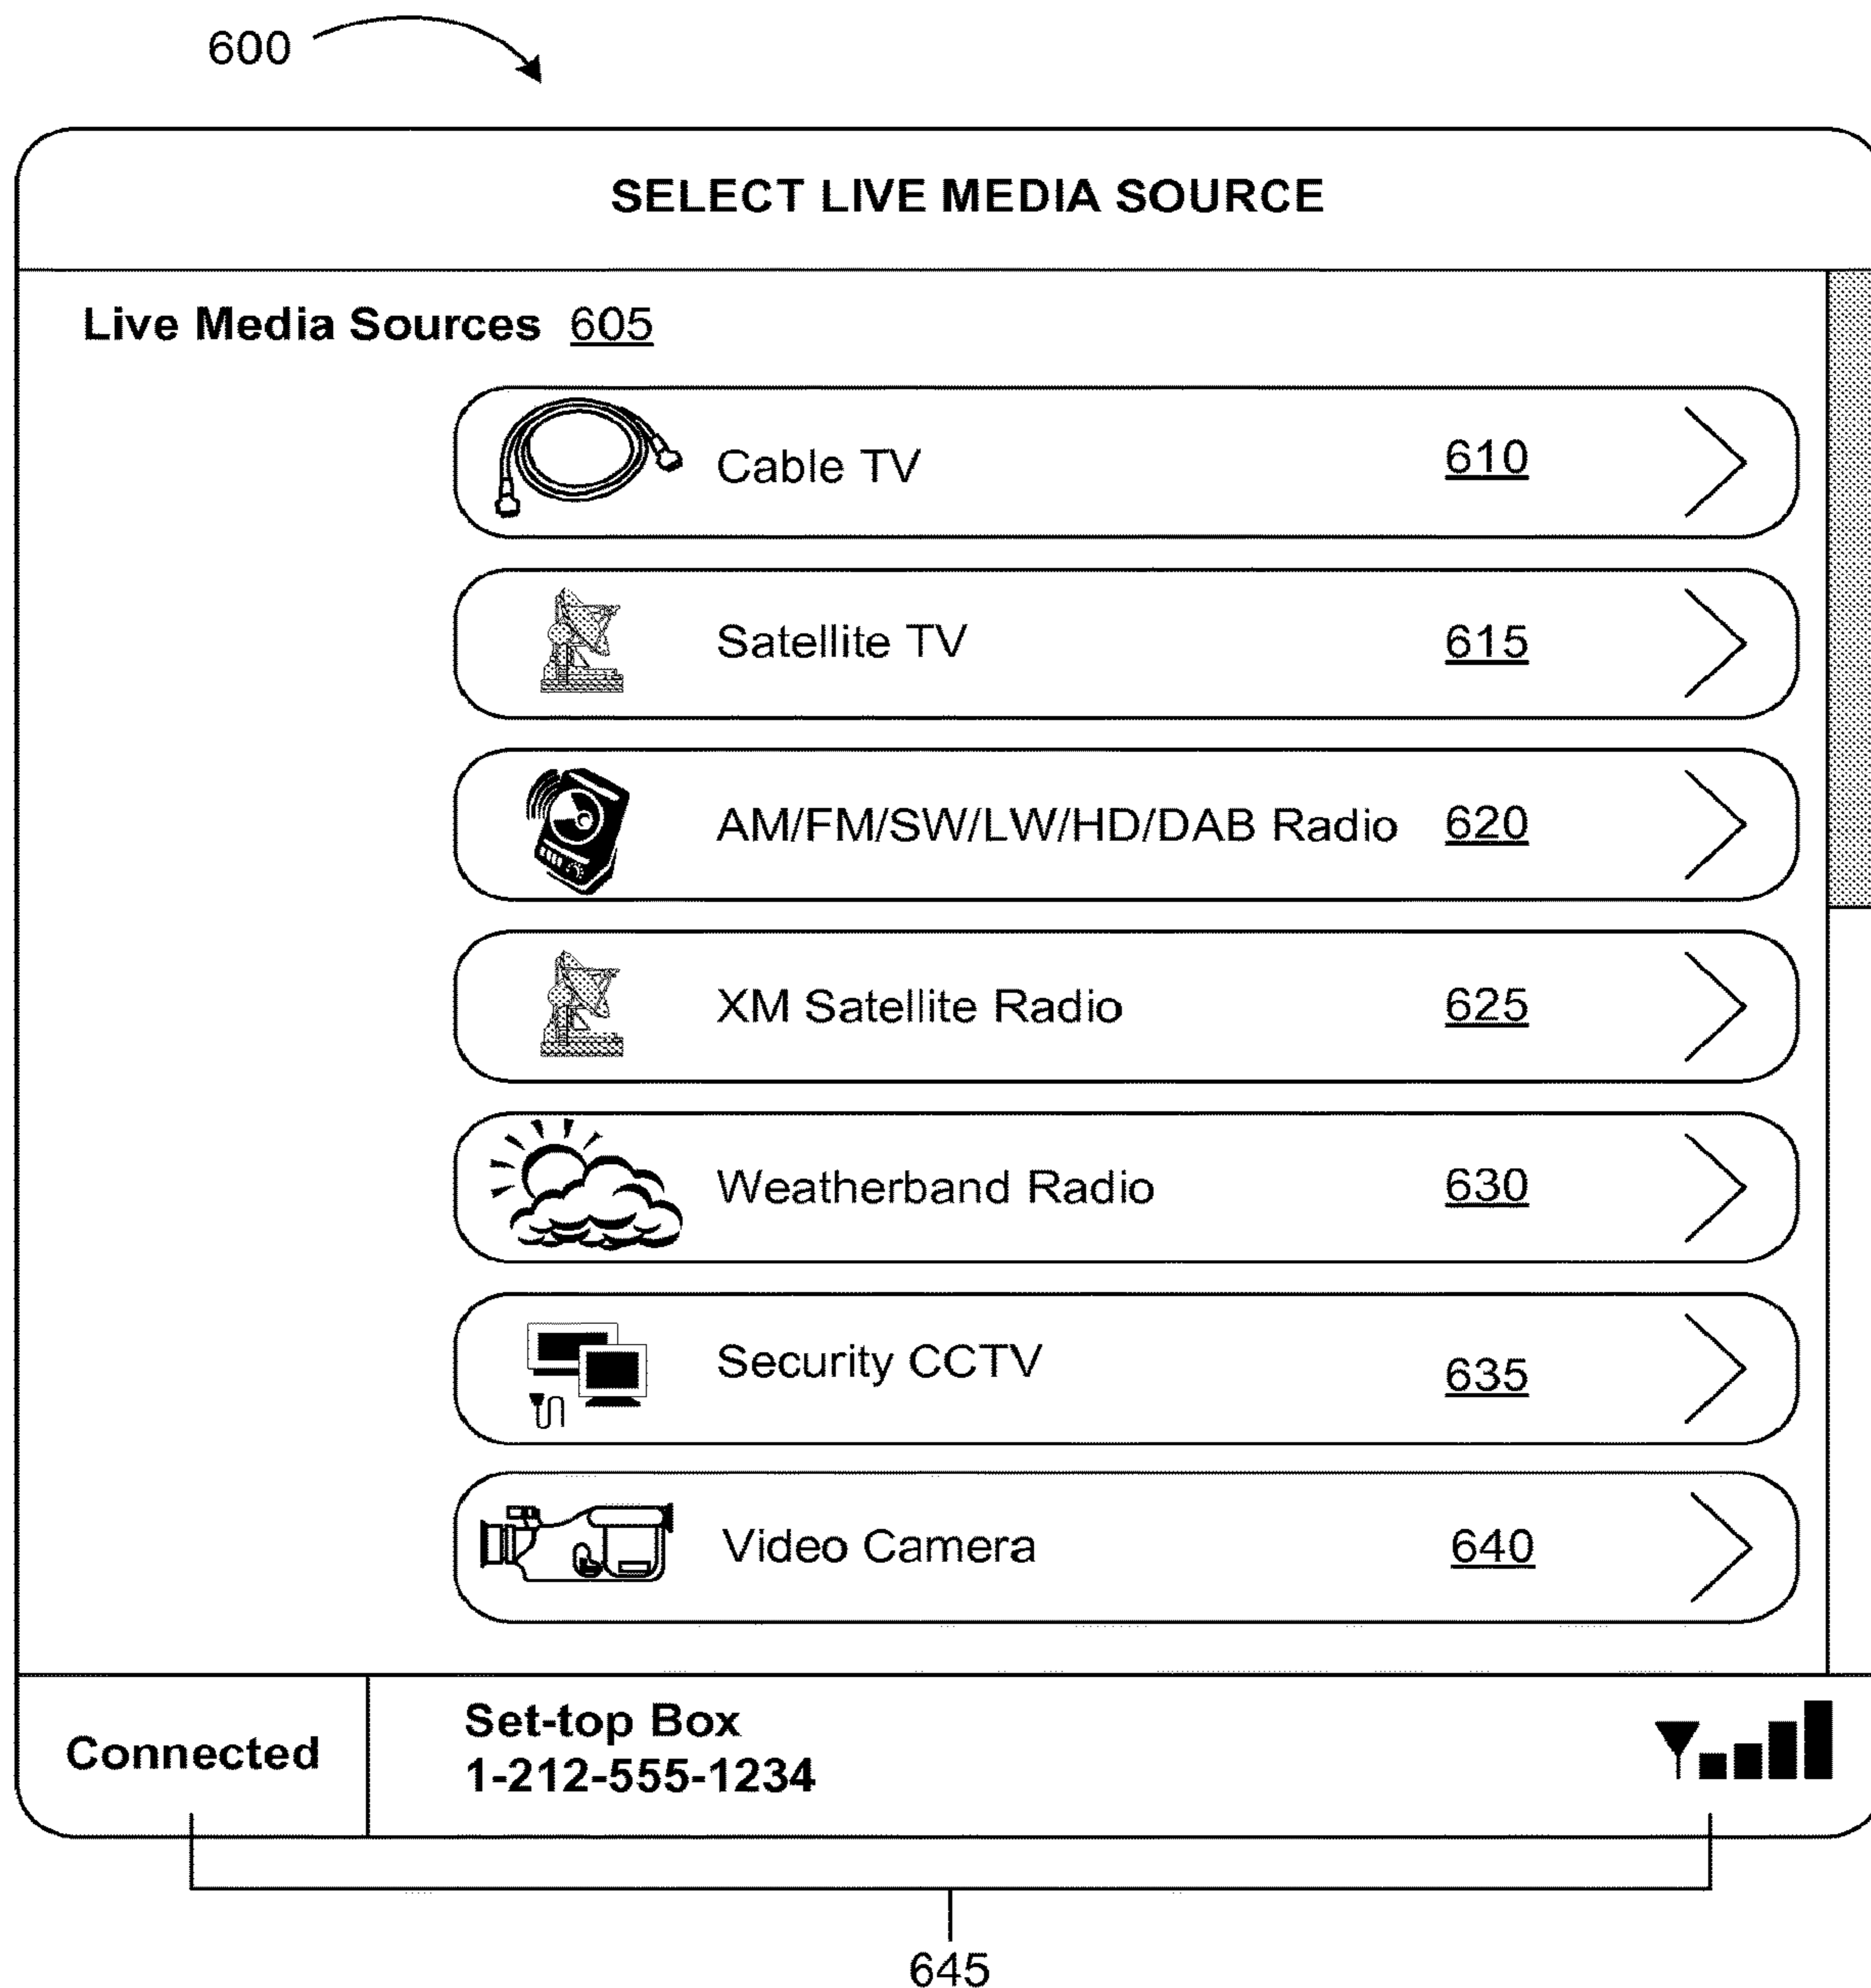 600
SELECT LIVE MEDIA SOURCE
Live Media Sources 605
Cable TV 610
Satellite TV 615
AM/FM/SW/LW/HD/DAB Radio 620
XM Satellite Radio 625
Weatherband Radio 630
Security CCTV 635
Video Camera 640
Connected
Set-top Box
1-212-555-1234
645